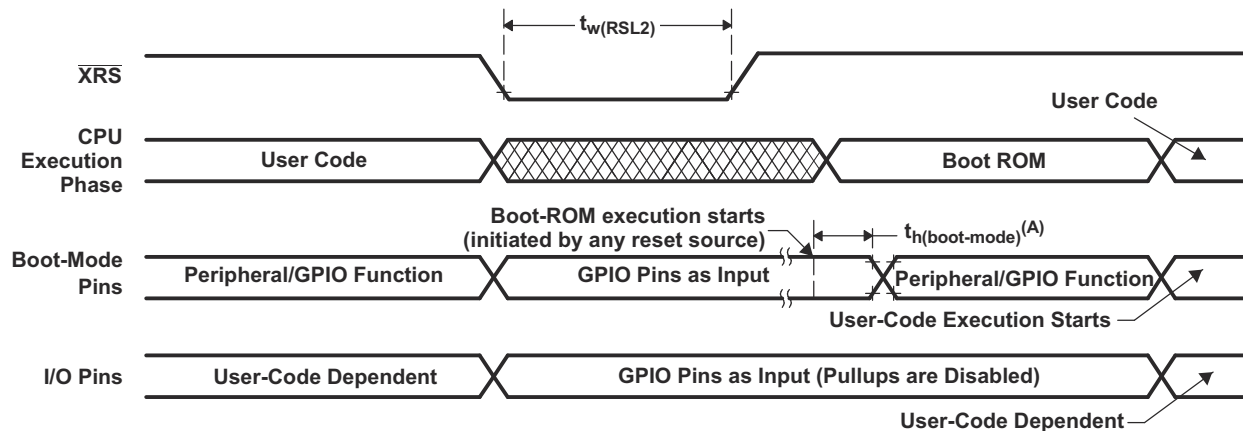 tw(RSL2)
XRS
User Code
CPU
Execution
Phase
User Code
Boot ROM
Boot-ROM execution starts
(initiated by any reset source)
th(boot-mode)(A)
Boot-Mode
Pins
Peripheral/GPIO Function
GPIO Pins as Input
Peripheral/GPIO Function
User-Code Execution Starts
I/O Pins
User-Code Dependent
GPIO Pins as Input (Pullups are Disabled)
User-Code Dependent